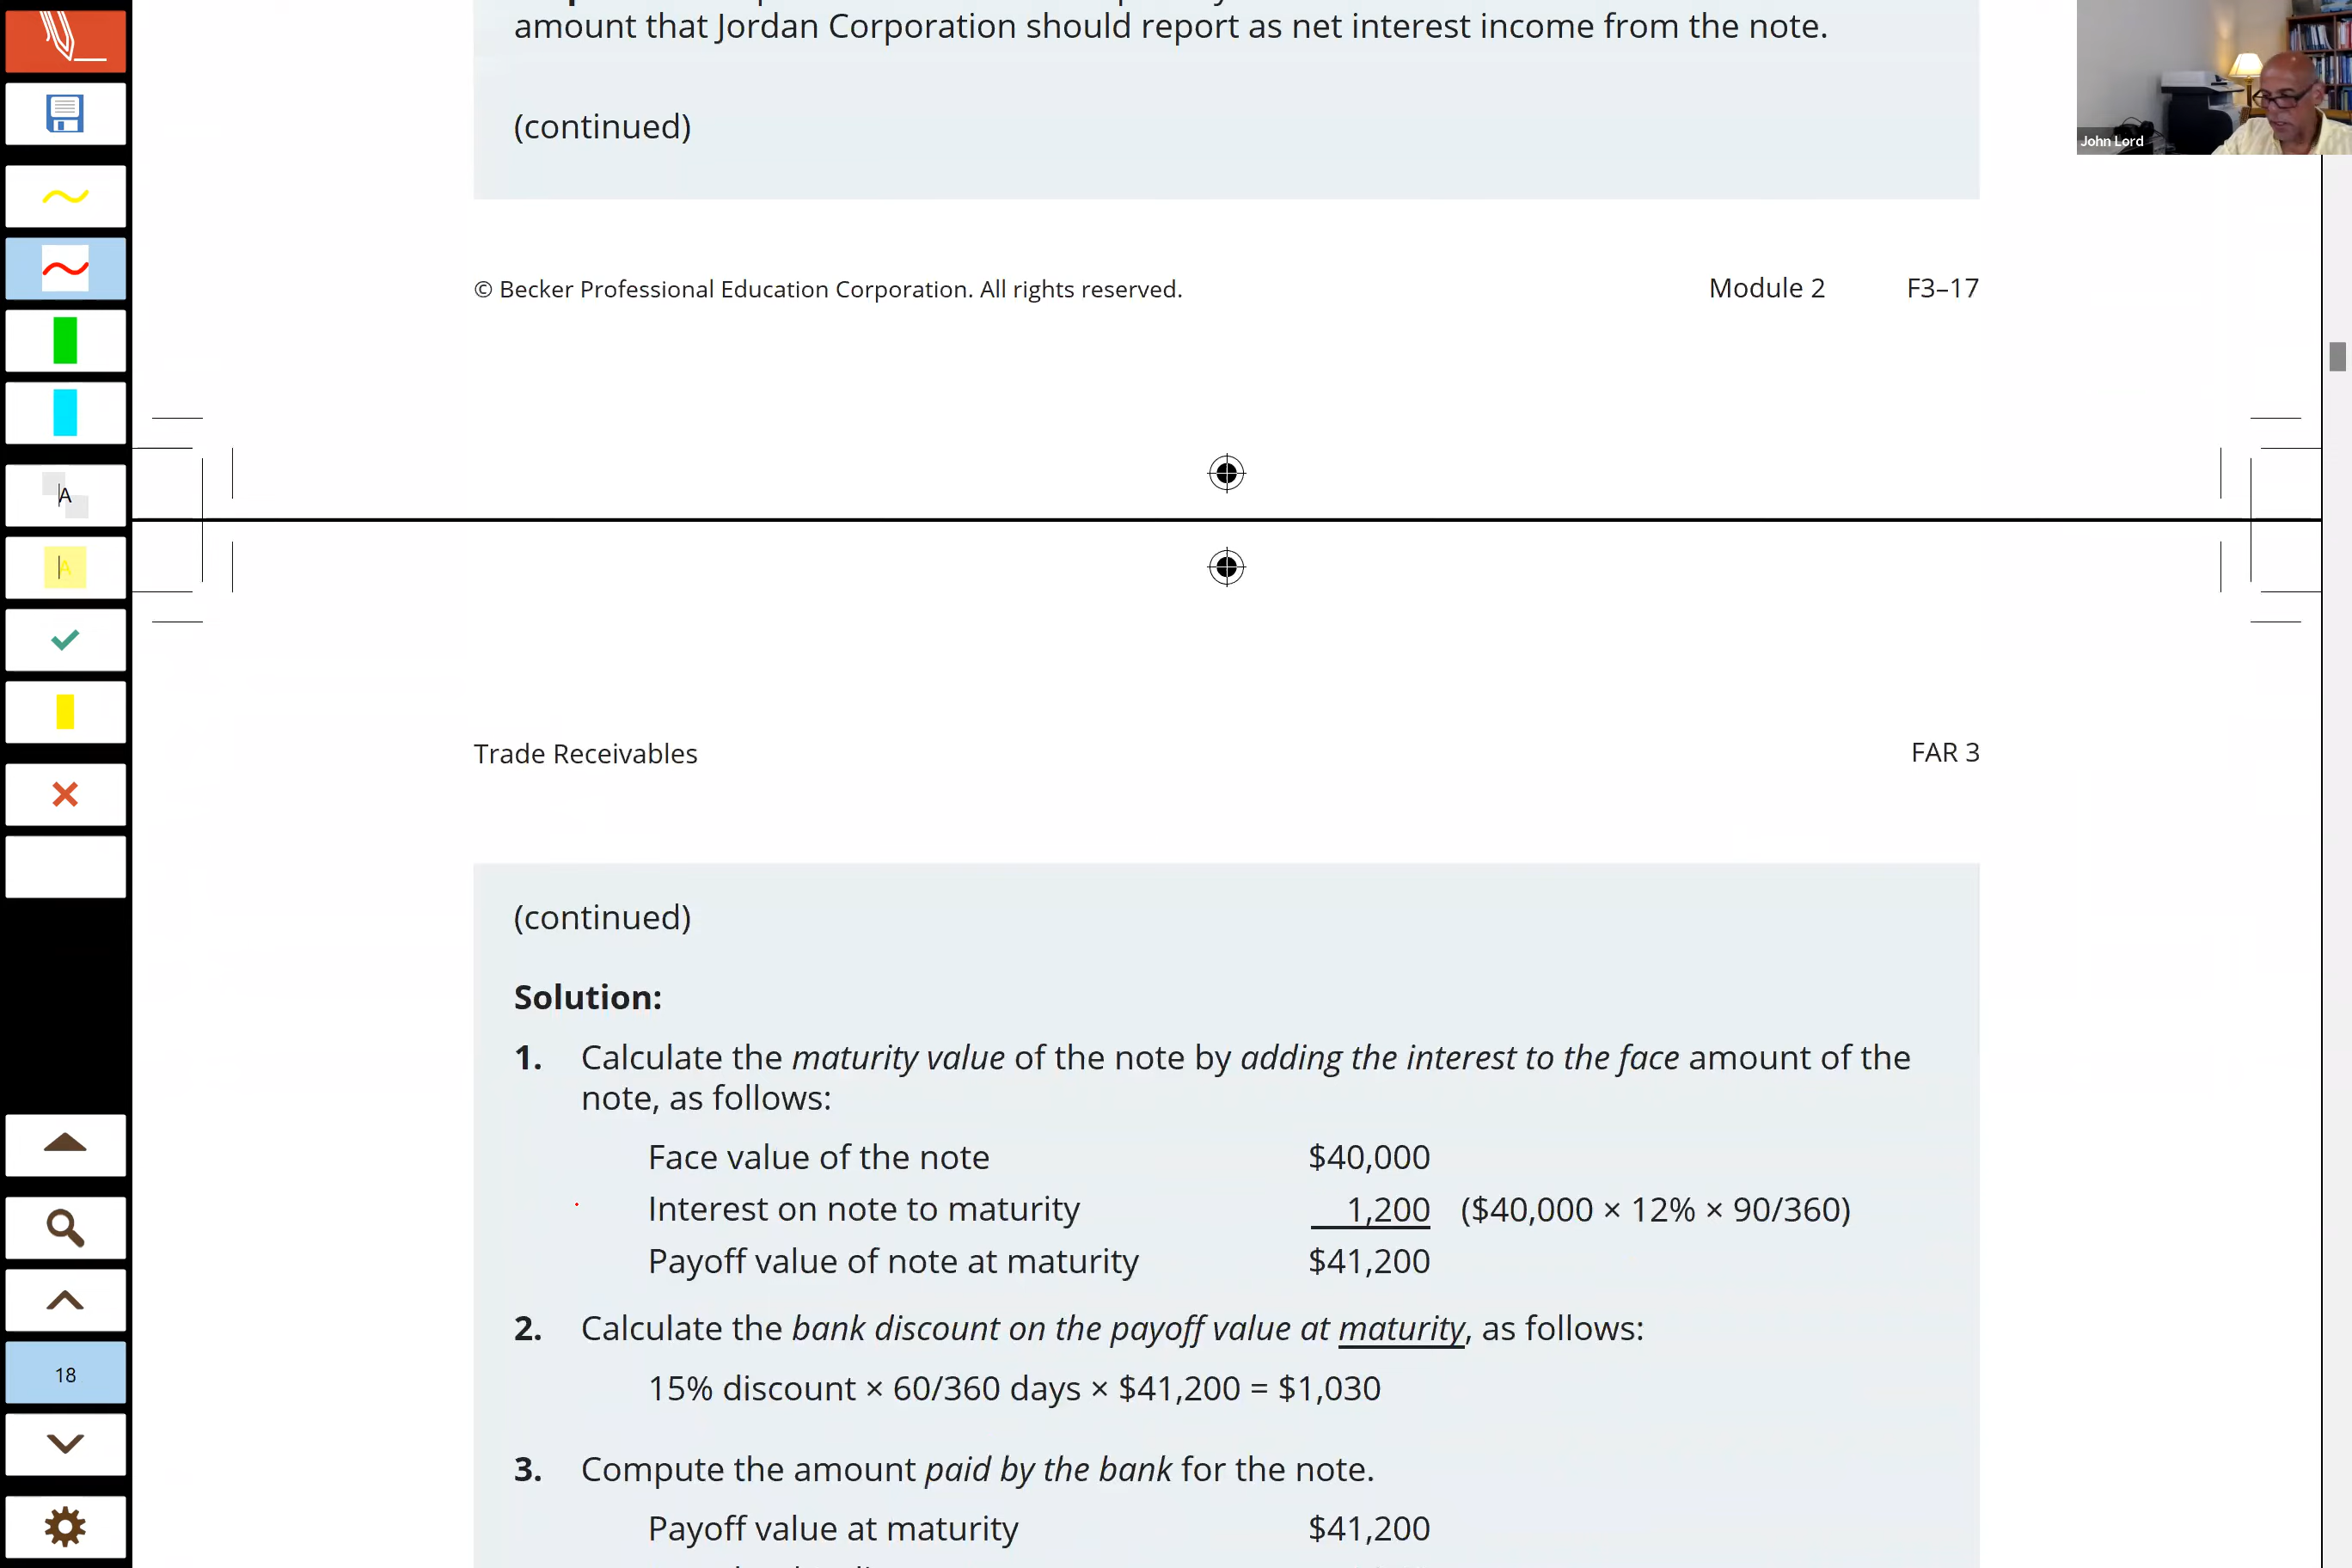 amount that Jordan Corporation should report as net interest income from the note.
(continued)
John Lord
© Becker Professional Education Corporation. All rights reserved. Module 2 F3–17
A
A
Trade Receivables FAR 3
(continued)
Solution:
1. Calculate the maturity value of the note by adding the interest to the face amount of the
note, as follows:
Face value of the note $40,000
Interest on note to maturity 1,200 ($40,000 × 12% × 90/360)
Payoff value of note at maturity $41,200
2. Calculate the bank discount on the payoff value at maturity, as follows:
18
15% discount × 60/360 days × $41,200 = $1,030
3. Compute the amount paid by the bank for the note.
Payoff value at maturity $41,200